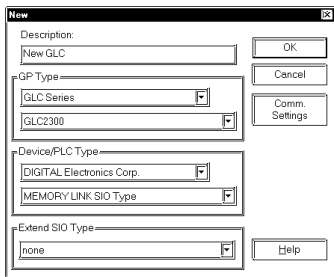 New
Description:
New GLC
OK
Cancel
GP Type
GLC Series
GLC2300
Comm.
Settings
Device/PLC Type
DIGITAL Electronics Corp.
MEMORY LINK SIO Type
Extend SIO Type
none
Help